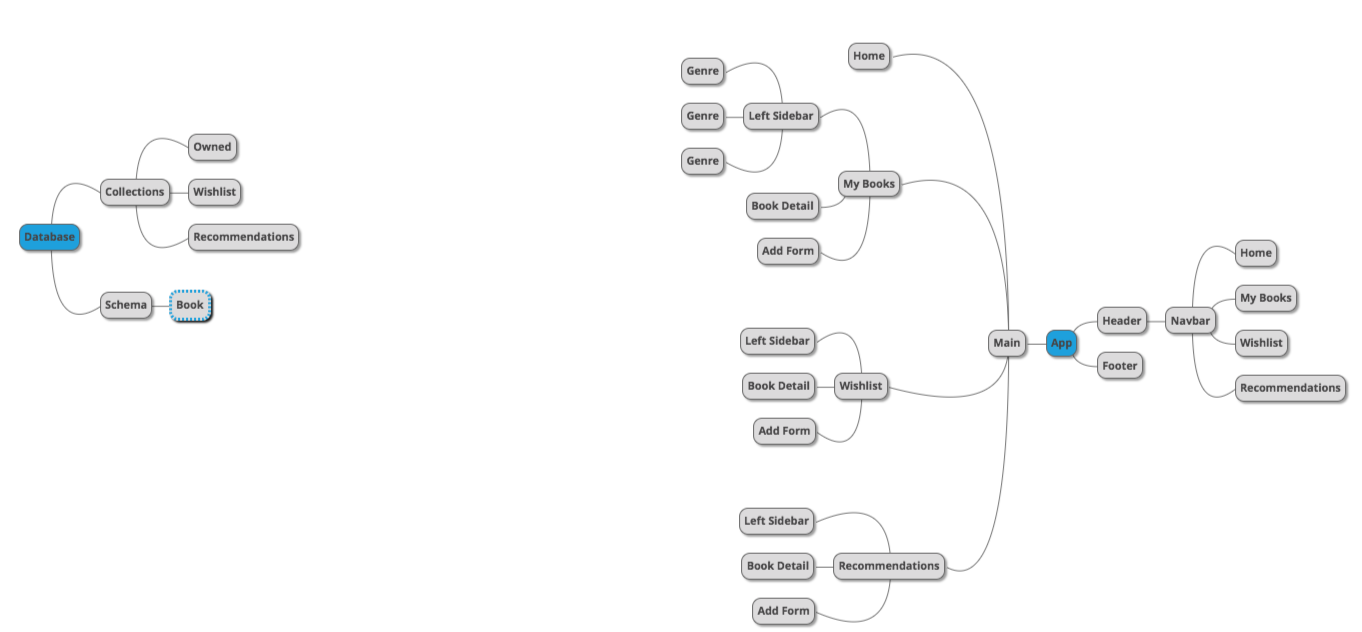 Database
Collections
Owned
Wishlist
Recommendations
Schema
Book
Home
Genre
Genre
Genre
Left Sidebar
My Books
Book Detail
Add Form
Left Sidebar
Book Detail
Add Form
Wishlist
Left Sidebar
Book Detail
Add Form
Recommendations
Main
App
Header
Footer
Navbar
Home
My Books
Wishlist
Recommendations